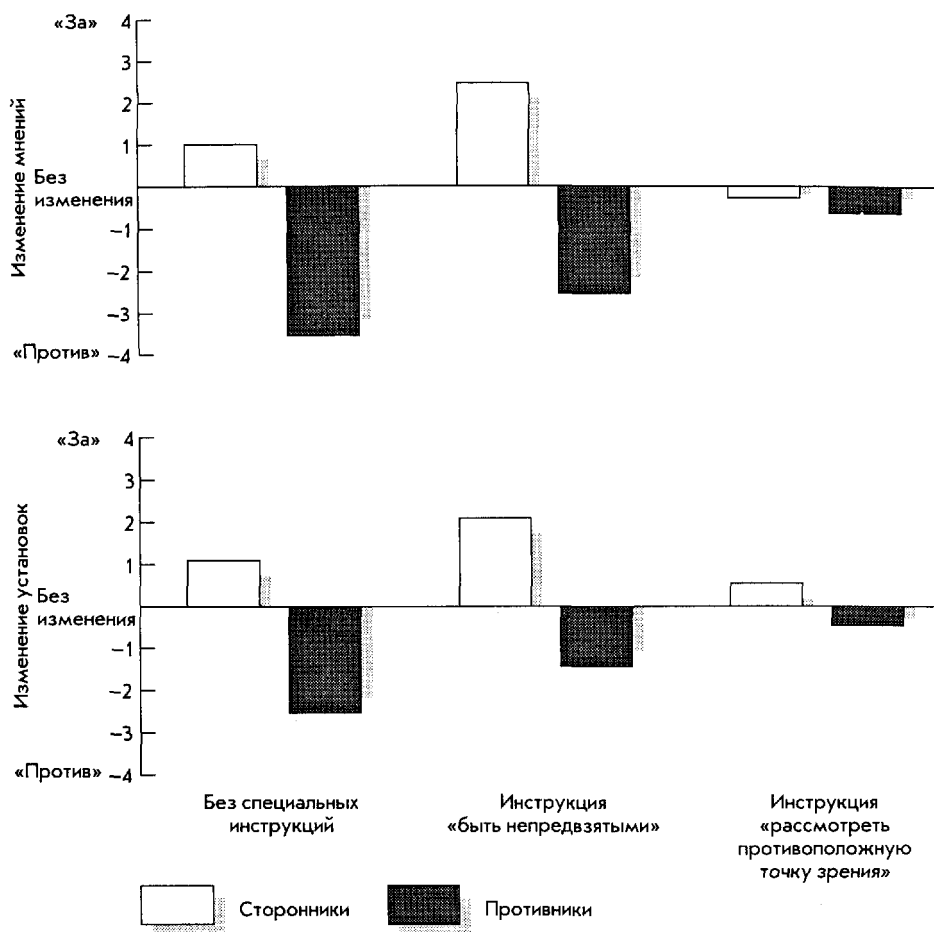 «За»
4
3
2
1
Изменение мнений
Без
изменения
−1
−2
−3
«Против»
−4
«За»
4
3
2
1
Изменение установок
Без
изменения
−1
−2
−3
«Против»
−4
Без специальных
инструкций
Инструкция
«быть непредвзятыми»
Инструкция
«рассмотреть
противоположную
точку зрения»
Сторонники
Противники